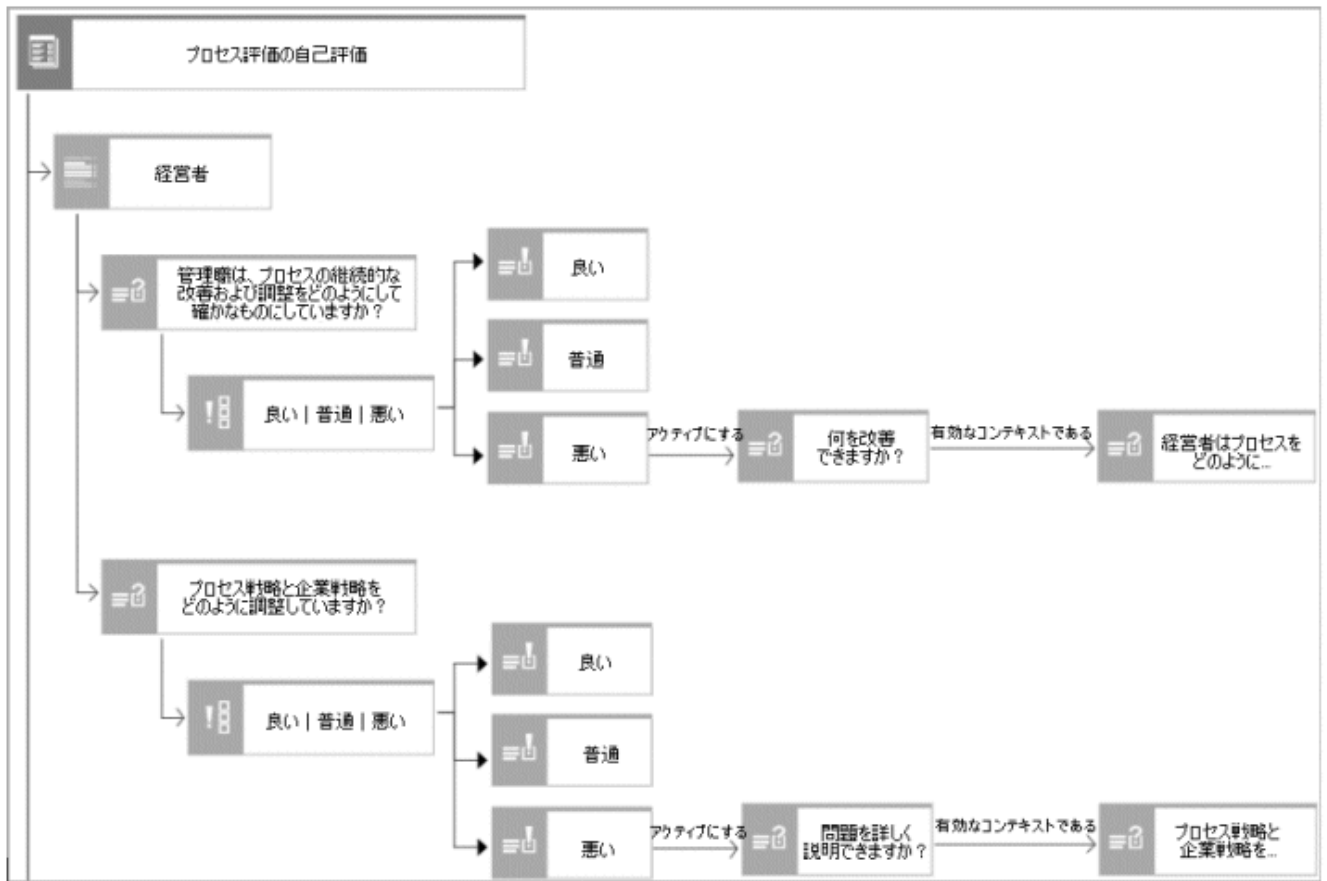 プロセス評価の自己評価
経営者
管理職は、プロセスの継続的な
改善および調整をどのようにして
確かなものにしていますか？
良い | 普通 | 悪い
良い
普通
悪い
アクティブにする
何を改善
できますか？
有効なコンテキストである
経営者はプロセスを
どのように...
プロセス戦略と企業戦略を
どのように調整していますか？
良い | 普通 | 悪い
良い
普通
悪い
アクティブにする
問題を詳しく
説明できますか？
有効なコンテキストである
プロセス戦略と
企業戦略を...